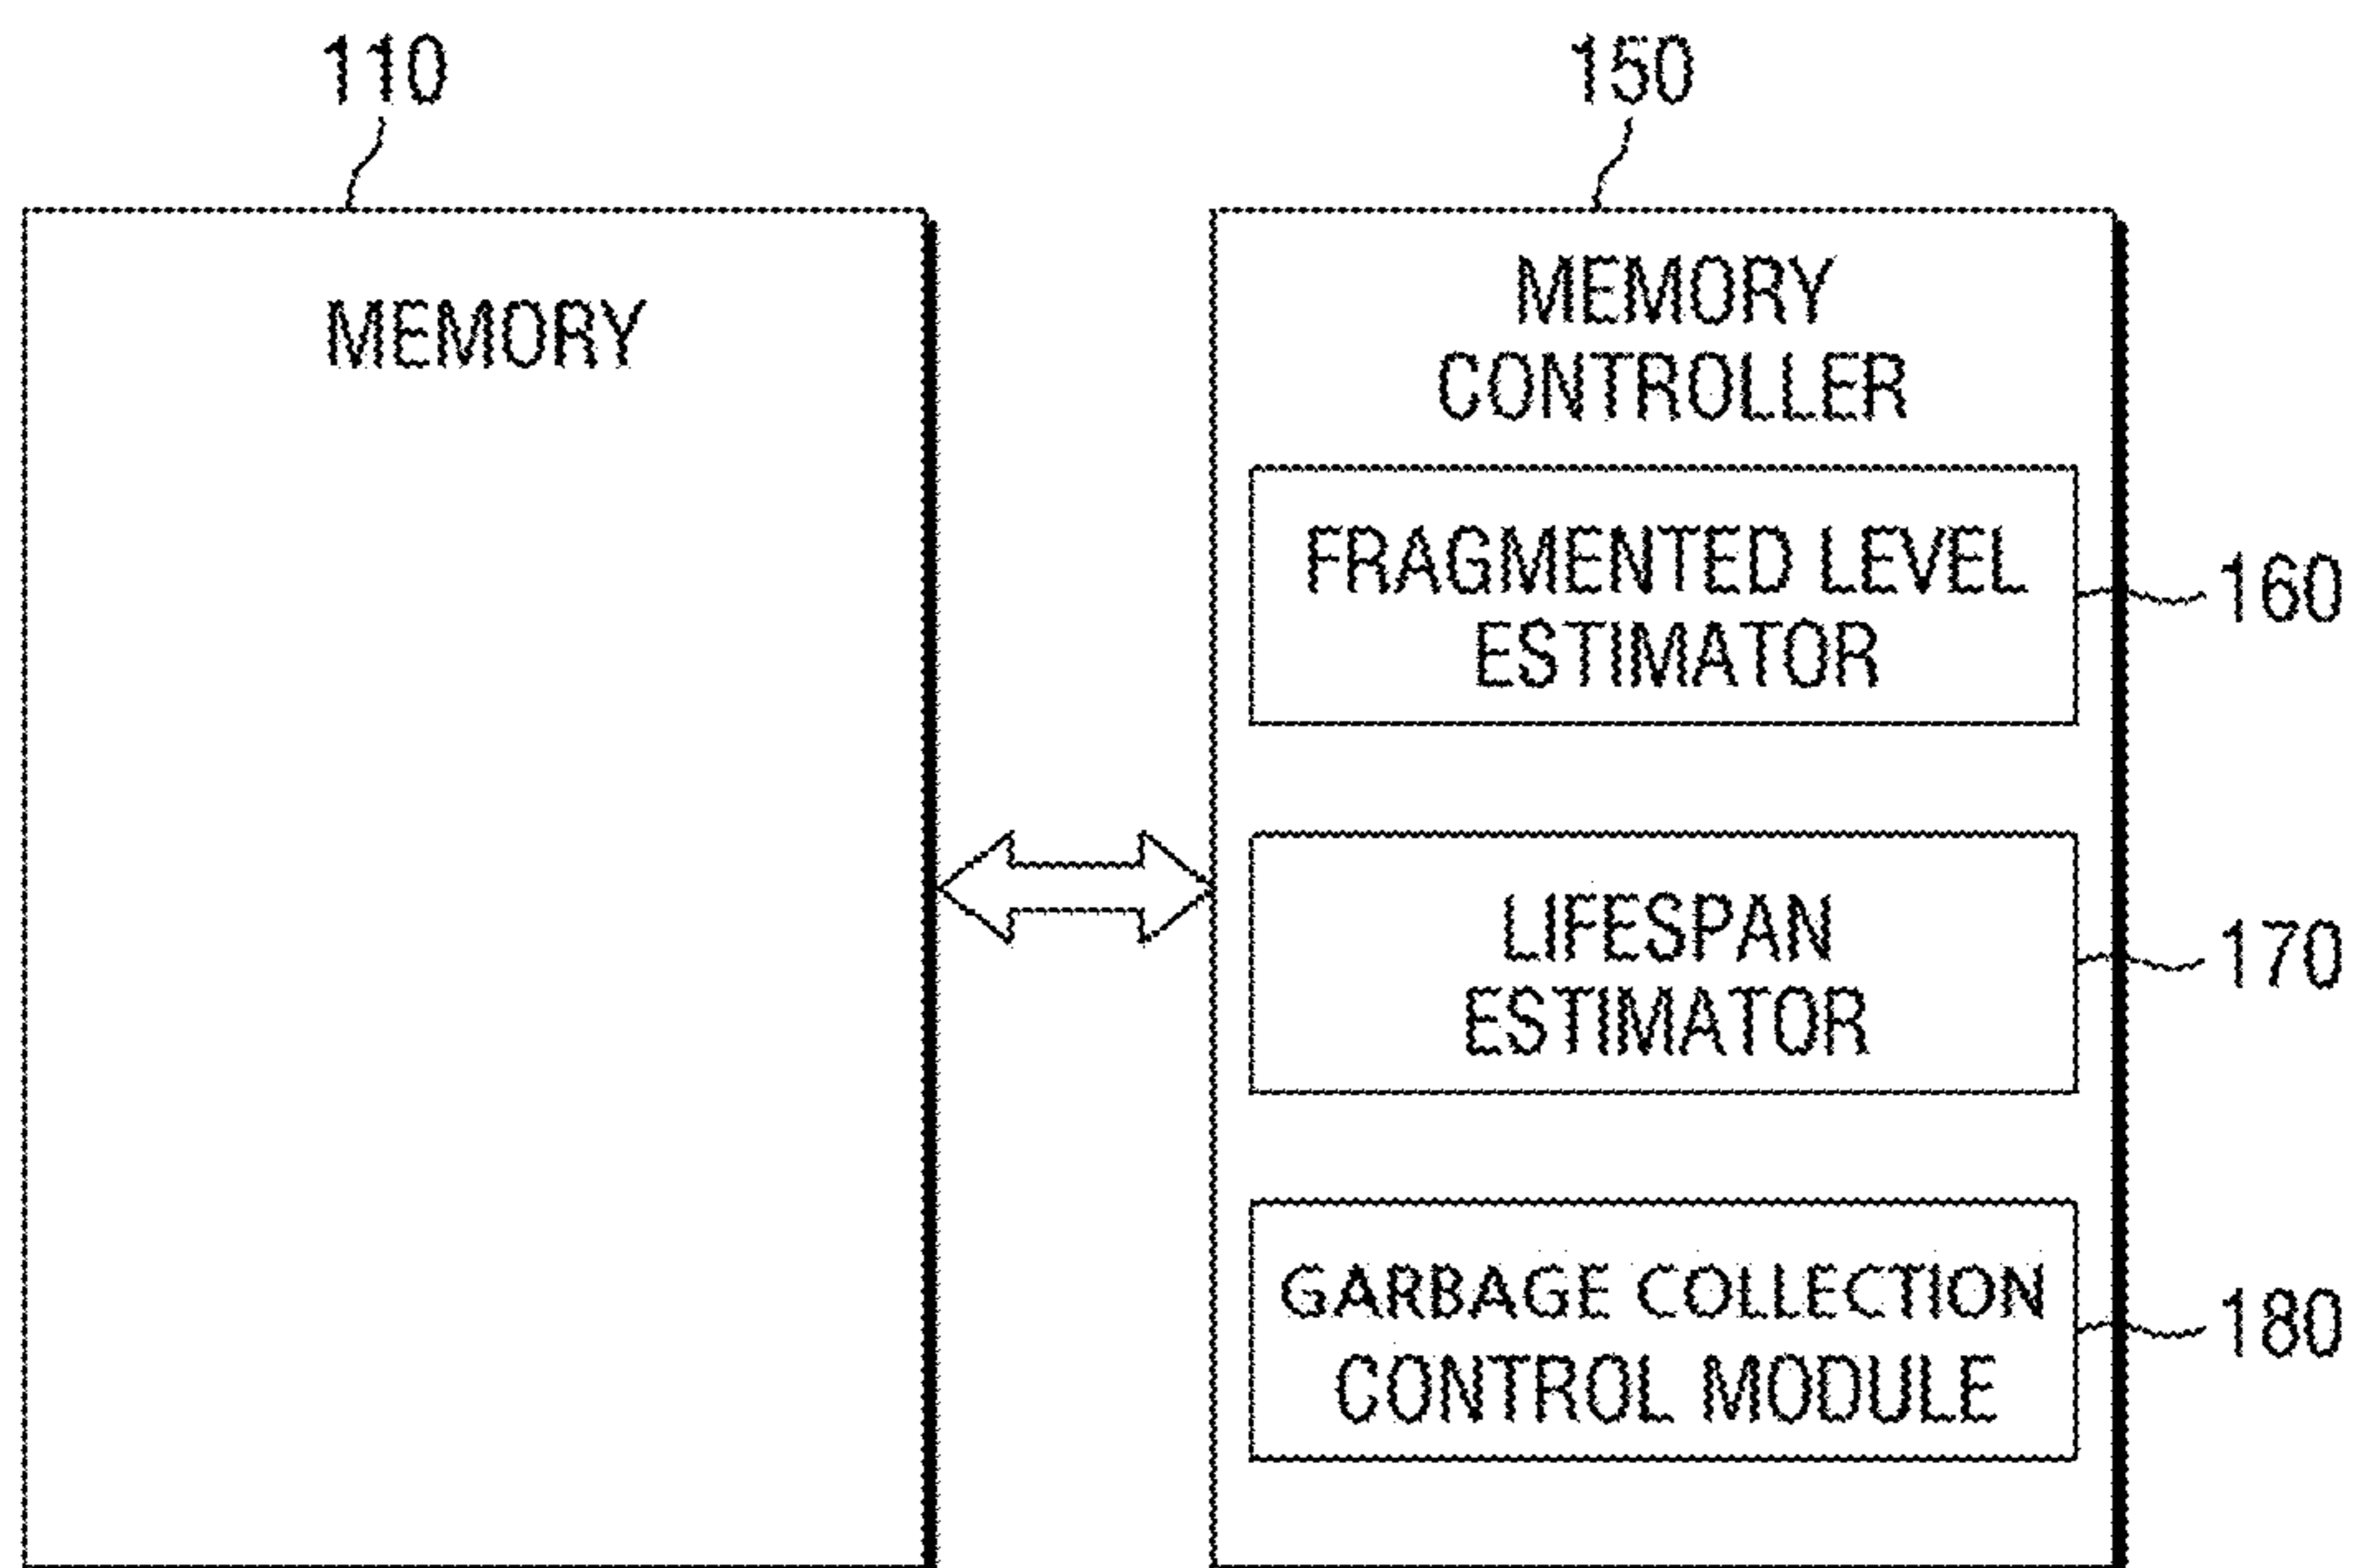 110
150
MEMORY
MEMORY
CONTROLLER
FRAGMENTED LEVEL
ESTIMATOR
160
LIFESPAN
ESTIMATOR
170
GARBAGE COLLECTION
CONTROL MODULE
180